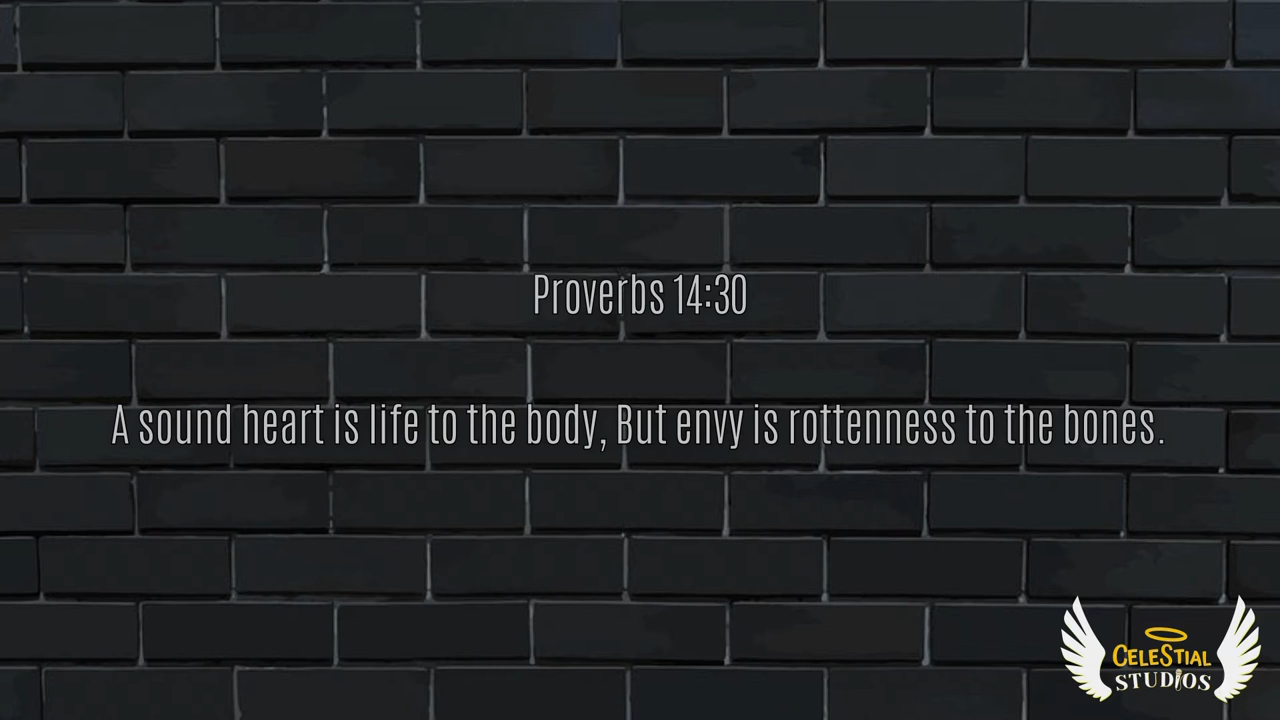 Proverbs 14:30
A sound heart is life to the body, But envy is rottenness to the bones.
CELESTIAL
STUDIOS